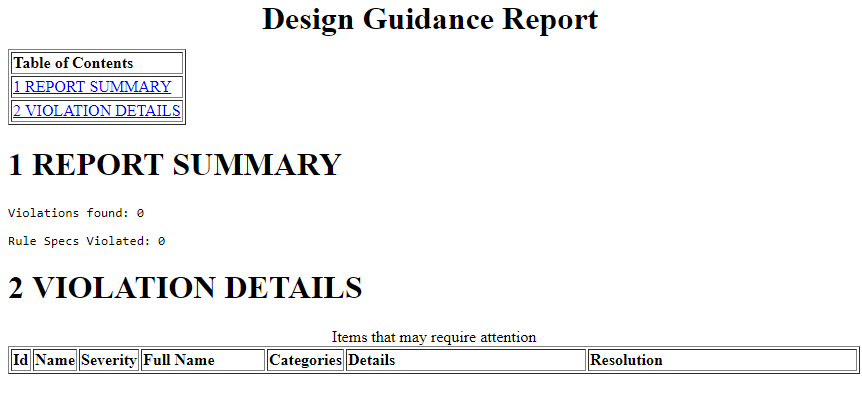 Design Guidance Report
Table of Contents
1 REPORT SUMMARY
2 VIOLATION DETAILS
1 REPORT SUMMARY
Violations found: 0
Rule Specs Violated: 0
2 VIOLATION DETAILS
Items that may require attention
Id Name Severity Full Name Categories Details Resolution